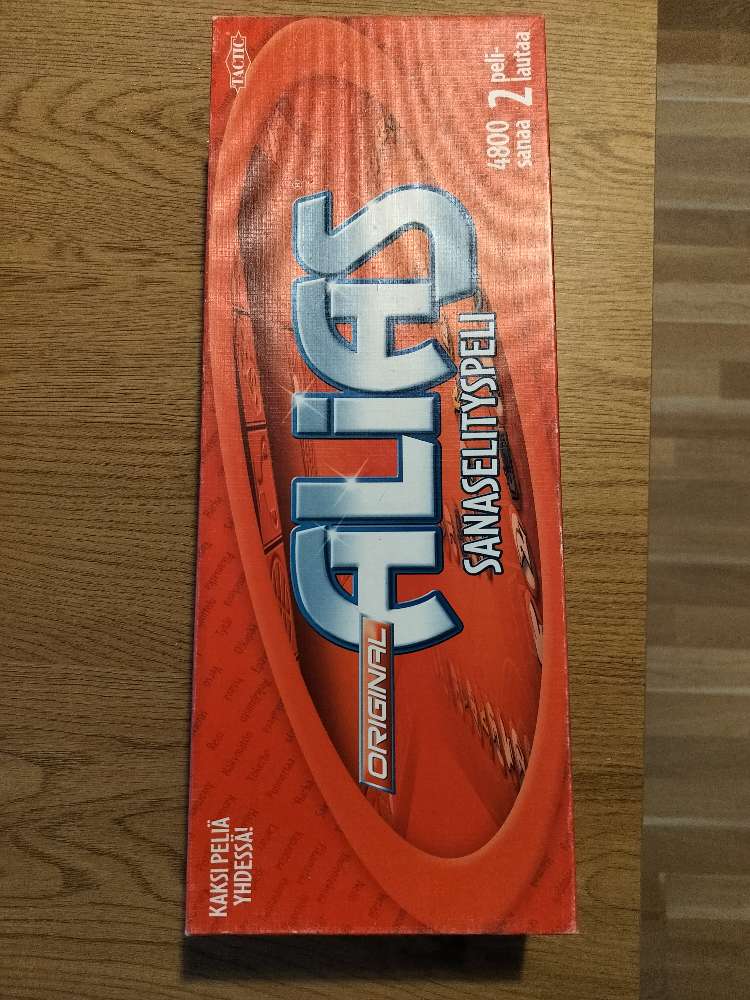 TACTIC
KAKSI PELIÄ
YHDESSÄ!
ORIGINAL
ALiAS
®
SANASELITYSPELI
4800
sanaa
2
peli-
lautaa